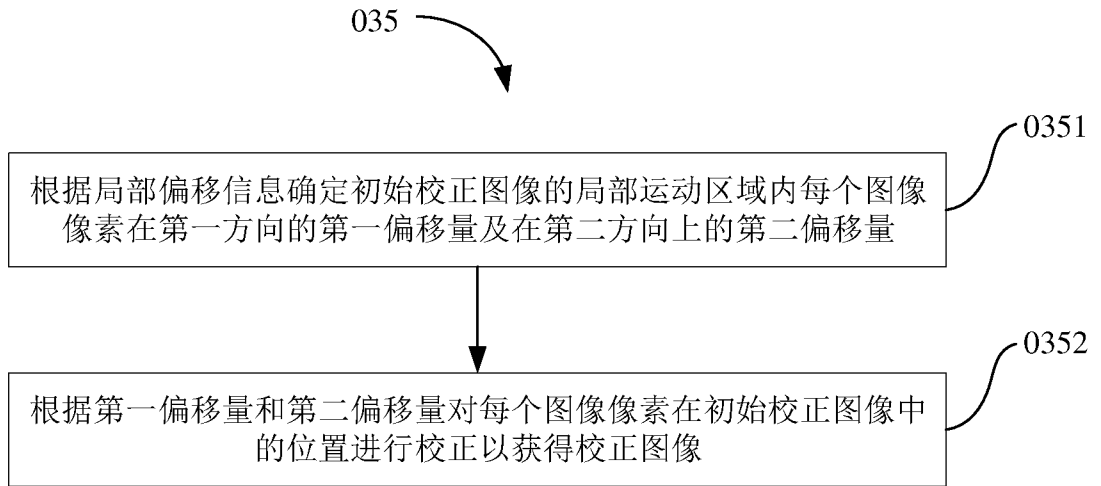 035
0351
根据局部偏移信息确定初始校正图像的局部运动区域内每个图像
像素在第一方向的第一偏移量及在第二方向上的第二偏移量
0352
根据第一偏移量和第二偏移量对每个图像像素在初始校正图像中
的位置进行校正以获得校正图像